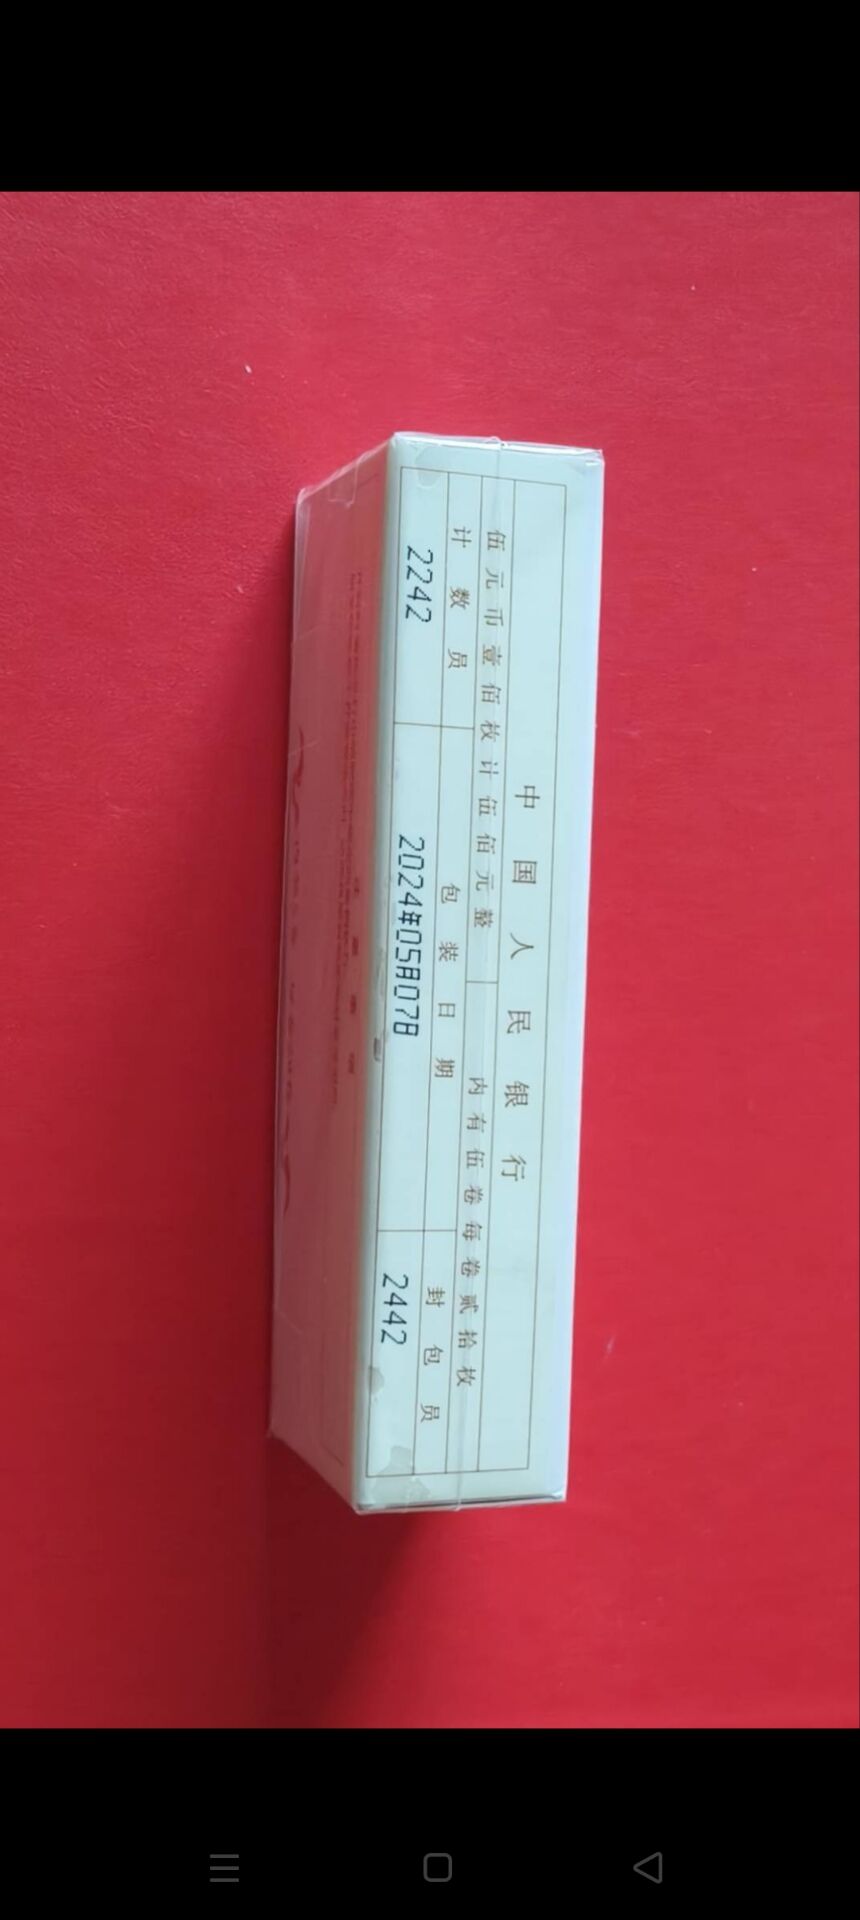 中国人民银行
伍元币壹佰枚计伍佰元整 内有伍卷每卷贰拾枚
计数员 包装日期 封包员
2242 2024年05月07日 2442